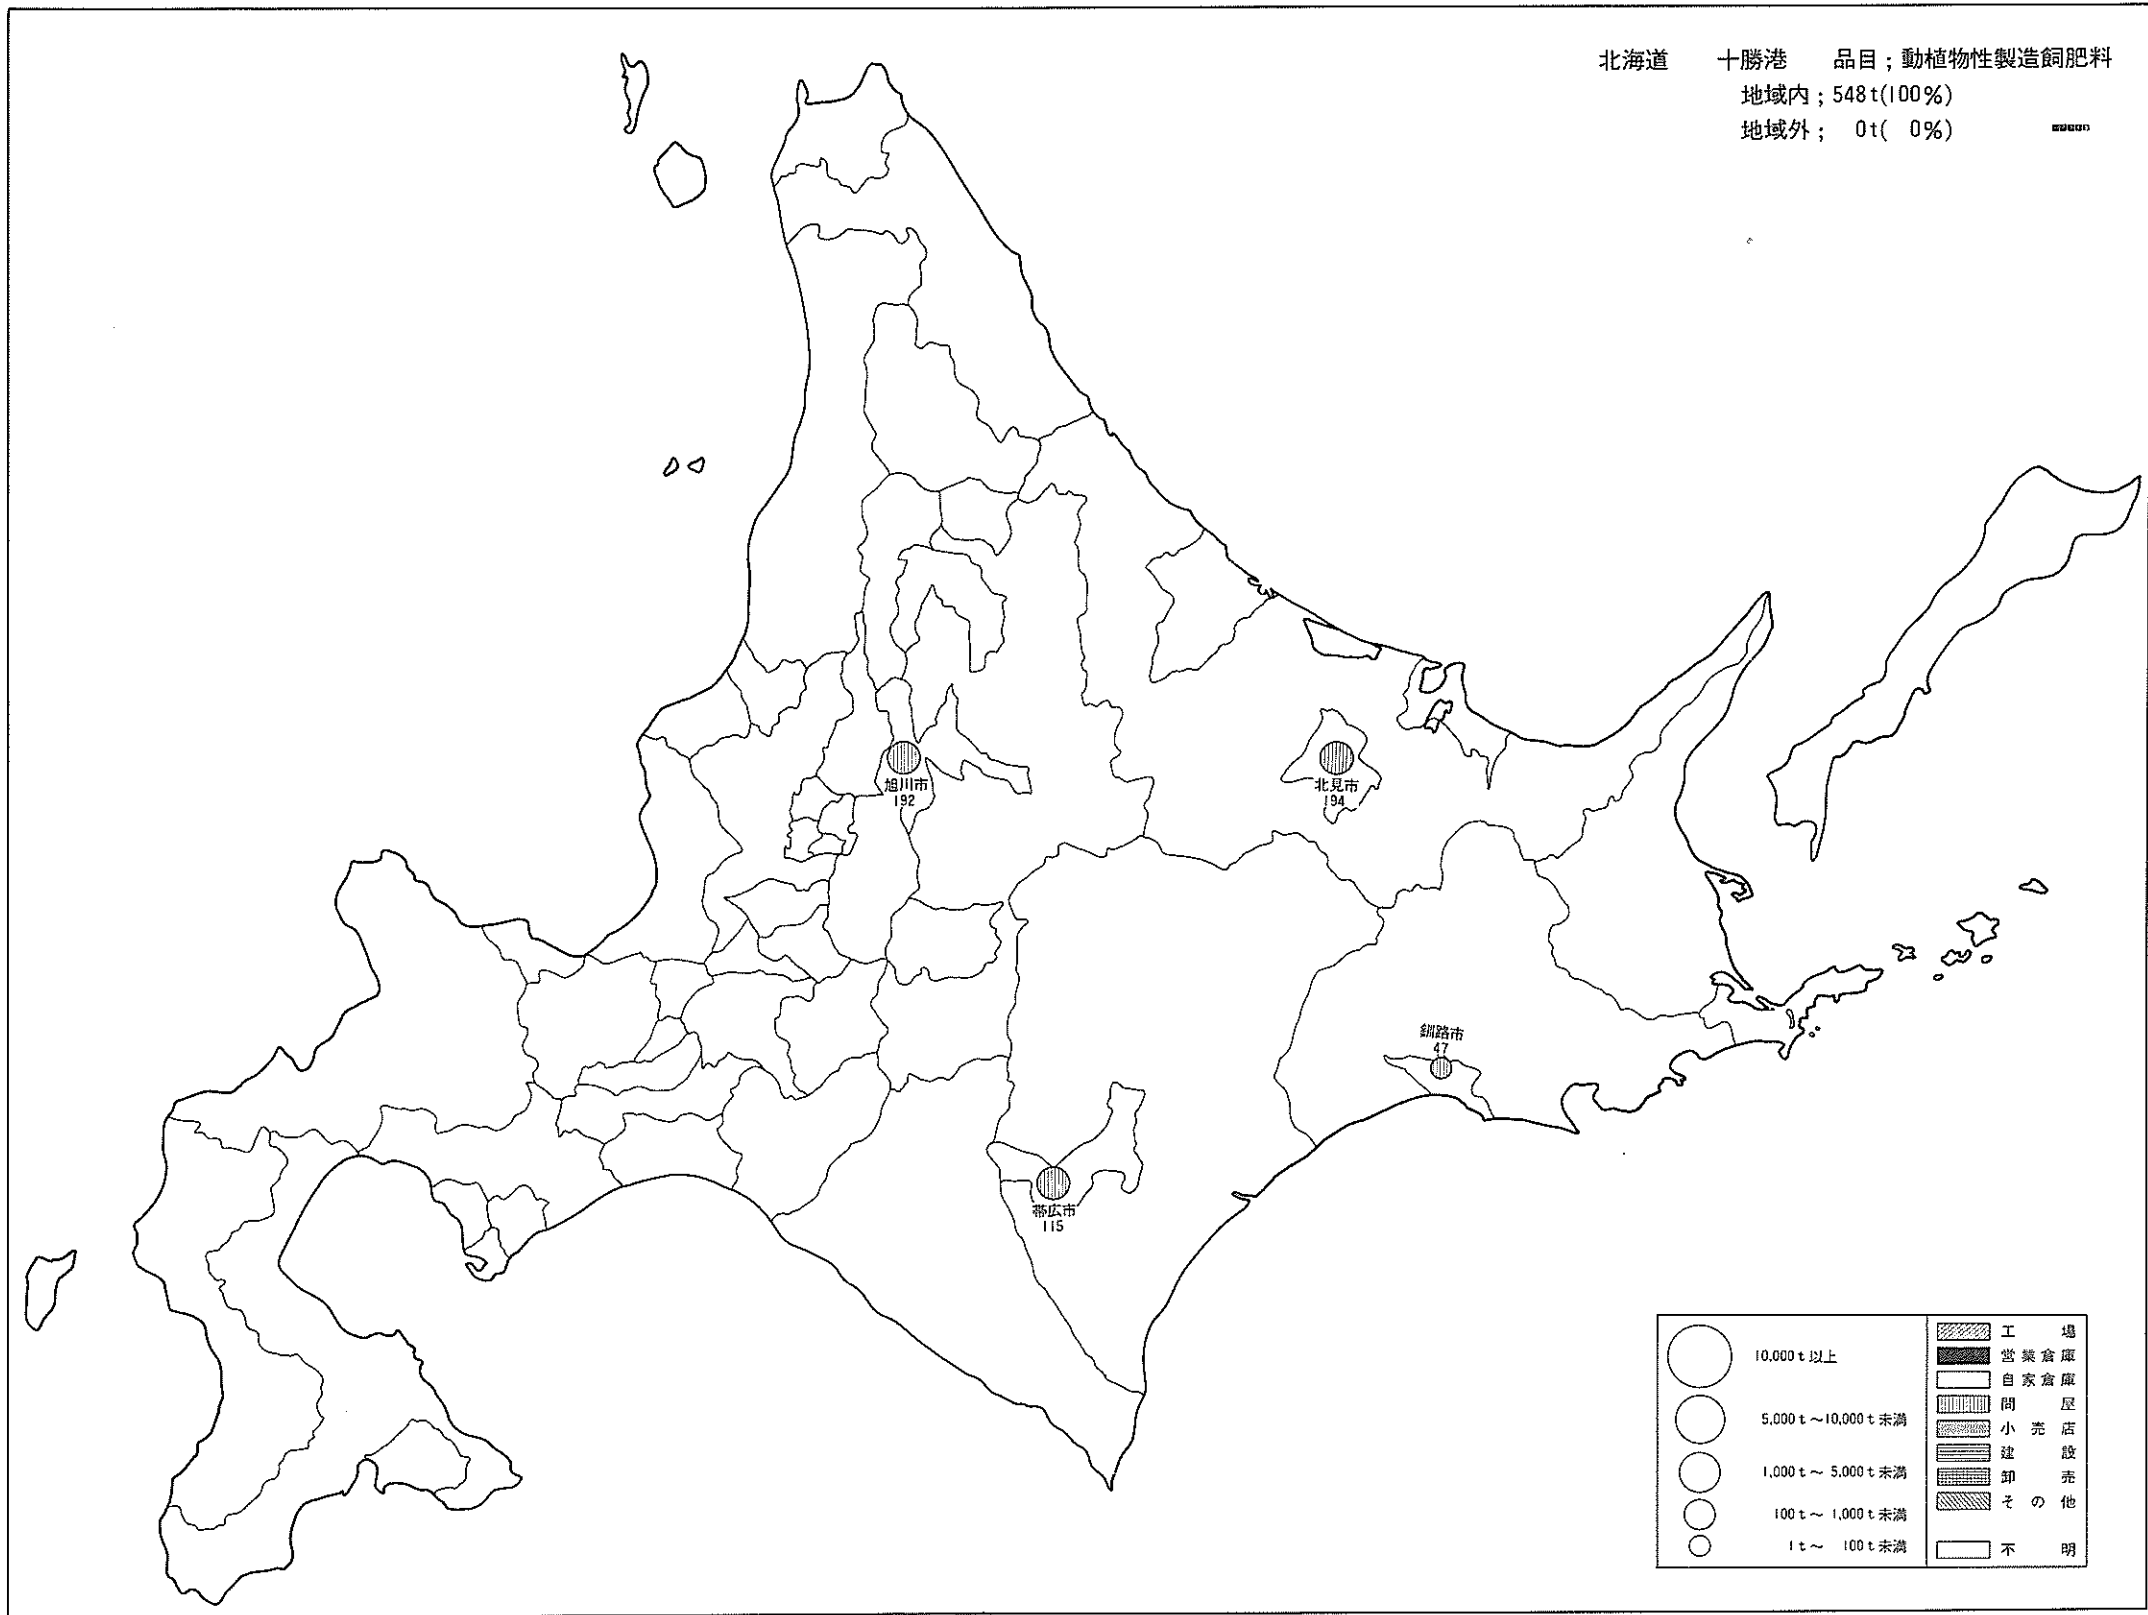 北海道 十勝港 品目；動植物性製造飼肥料
地域内；548t(100%)
地域外； 0t( 0%)
旭川市
192
北見市
194
釧路市
47
帯広市
115
10,000t以上
5,000t～10,000t未満
1,000t～ 5,000t未満
100t～ 1,000t未満
1t～ 100t未満
工場
営業倉庫
自家倉庫
問屋
小売店
建設
卸売
その他
不明